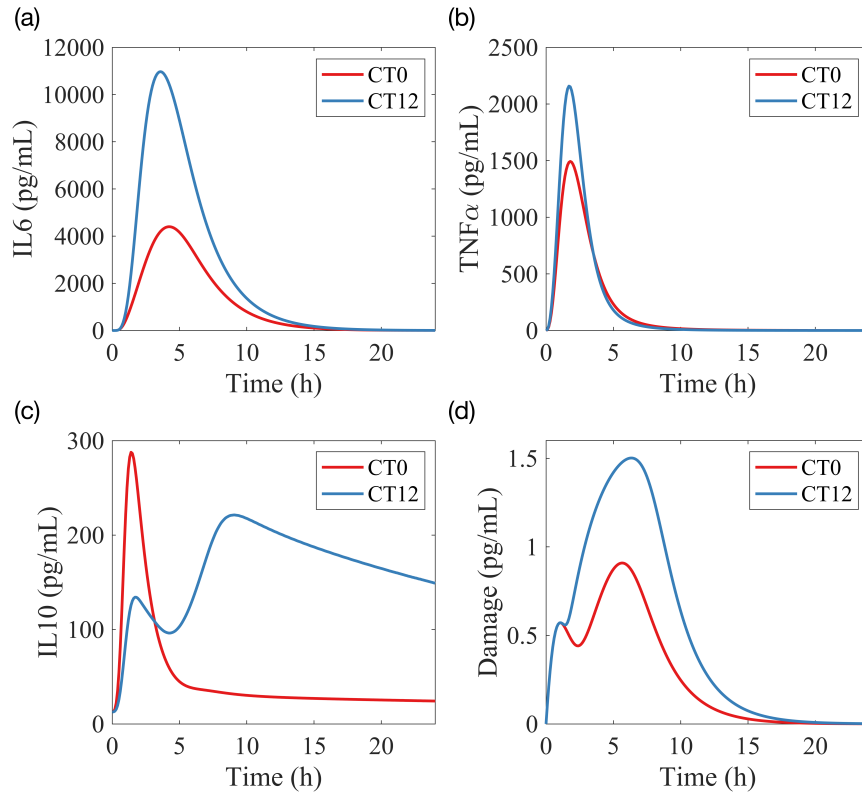 (a)
12000
10000
8000
6000
4000
2000
0
IL6 (pg/mL)
CT0
CT12
0 5 10 15 20
Time (h)
(b)
2500
2000
1500
1000
500
0
TNFα (pg/mL)
CT0
CT12
0 5 10 15 20
Time (h)
(c)
300
200
100
0
IL10 (pg/mL)
CT0
CT12
0 5 10 15 20
Time (h)
(d)
1.5
1
0.5
0
Damage (pg/mL)
CT0
CT12
0 5 10 15 20
Time (h)